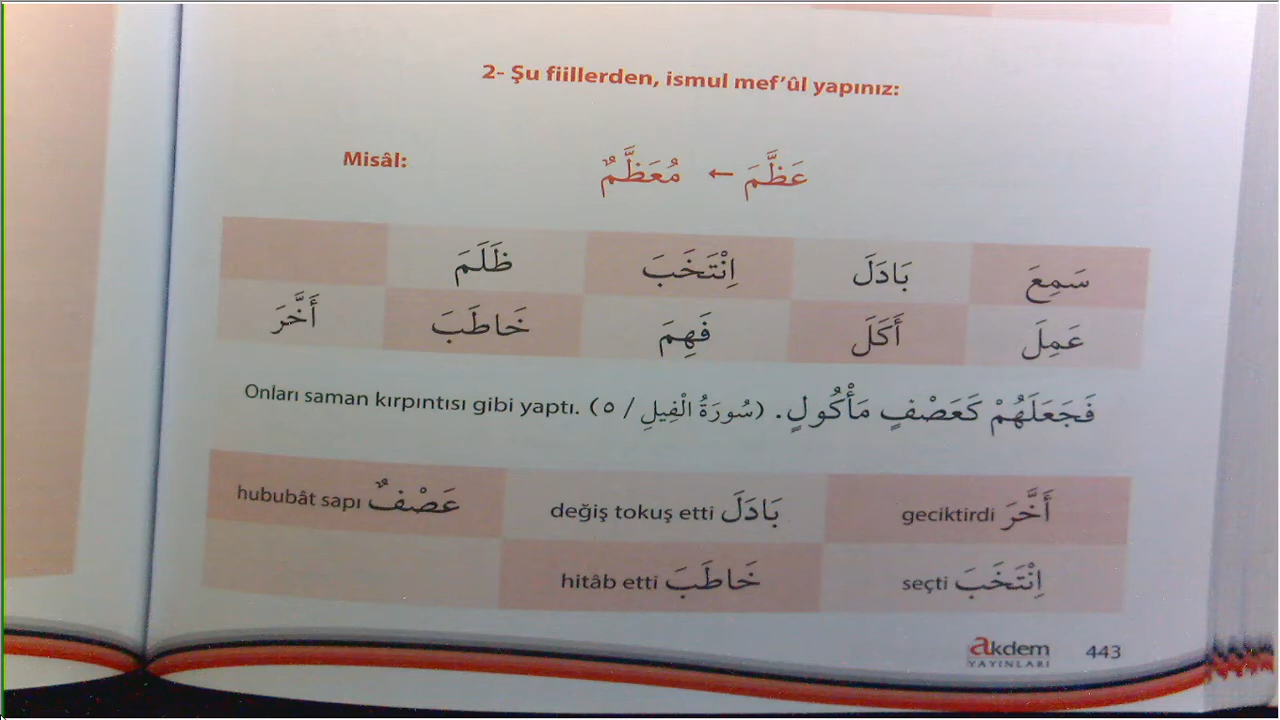 2- Şu fiillerden, ismul mef'ûl yapınız:
Misâl: عَظَّمَ ← مُعَظَّمٌ
سَمِعَ بَادَلَ اِنْتَخَبَ ظَلَمَ
عَمِلَ أَكَلَ فَهِمَ خَاطَبَ أَخَّرَ
فَجَعَلَهُمْ كَعَصْفٍ مَأْكُولٍ. (سُورَةُ الْفِيلِ / ٥) Onları saman kırpıntısı gibi yaptı.
أَخَّرَ geciktirdi بَادَلَ değiş tokuş etti عَصْفٌ hububât sapı
اِنْتَخَبَ seçti خَاطَبَ hitâb etti
akdem
YAYINLARI
443